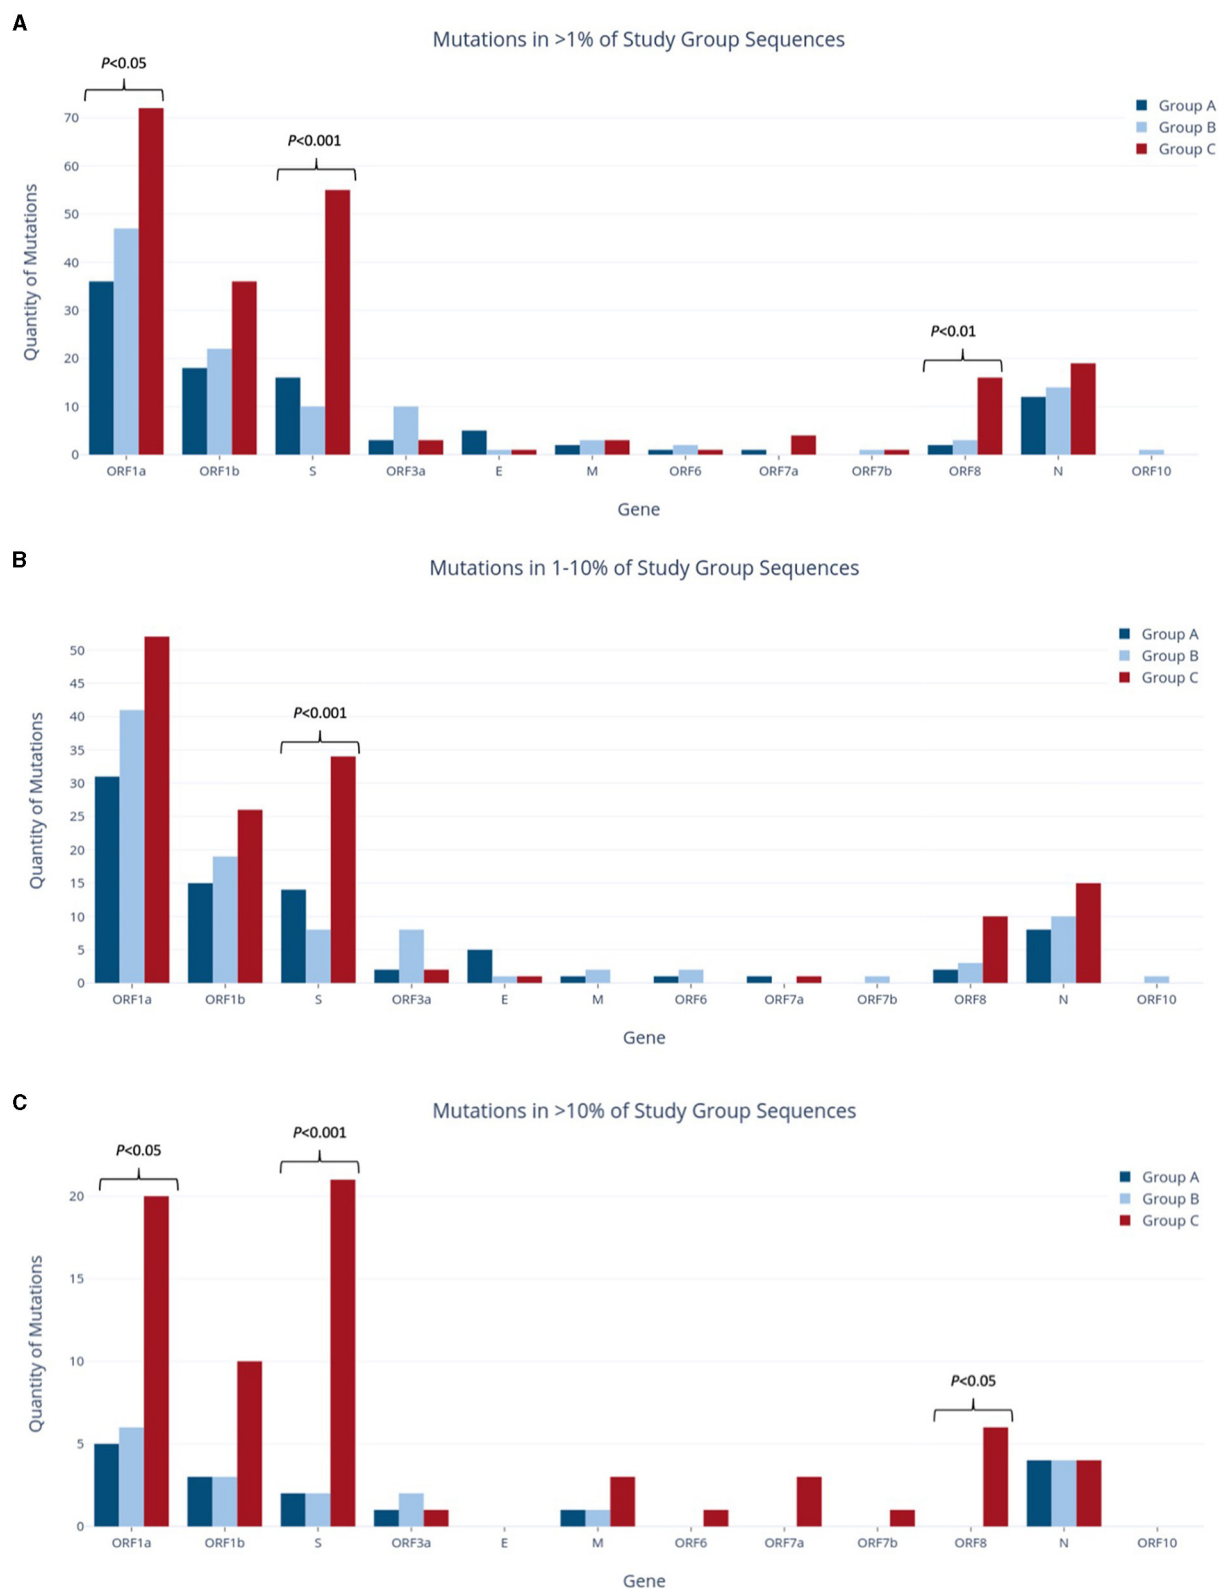 A
Mutations in >1% of Study Group Sequences
P<0.05
P<0.001
P<0.01
Group A
Group B
Group C
Quantity of Mutations
70
60
50
40
30
20
10
0
ORF1a ORF1b S ORF3a E M ORF6 ORF7a ORF7b ORF8 N ORF10
Gene
B
Mutations in 1-10% of Study Group Sequences
P<0.001
Group A
Group B
Group C
Quantity of Mutations
50
45
40
35
30
25
20
15
10
5
0
ORF1a ORF1b S ORF3a E M ORF6 ORF7a ORF7b ORF8 N ORF10
Gene
C
Mutations in >10% of Study Group Sequences
P<0.05
P<0.001
P<0.05
Group A
Group B
Group C
Quantity of Mutations
20
15
10
5
0
ORF1a ORF1b S ORF3a E M ORF6 ORF7a ORF7b ORF8 N ORF10
Gene